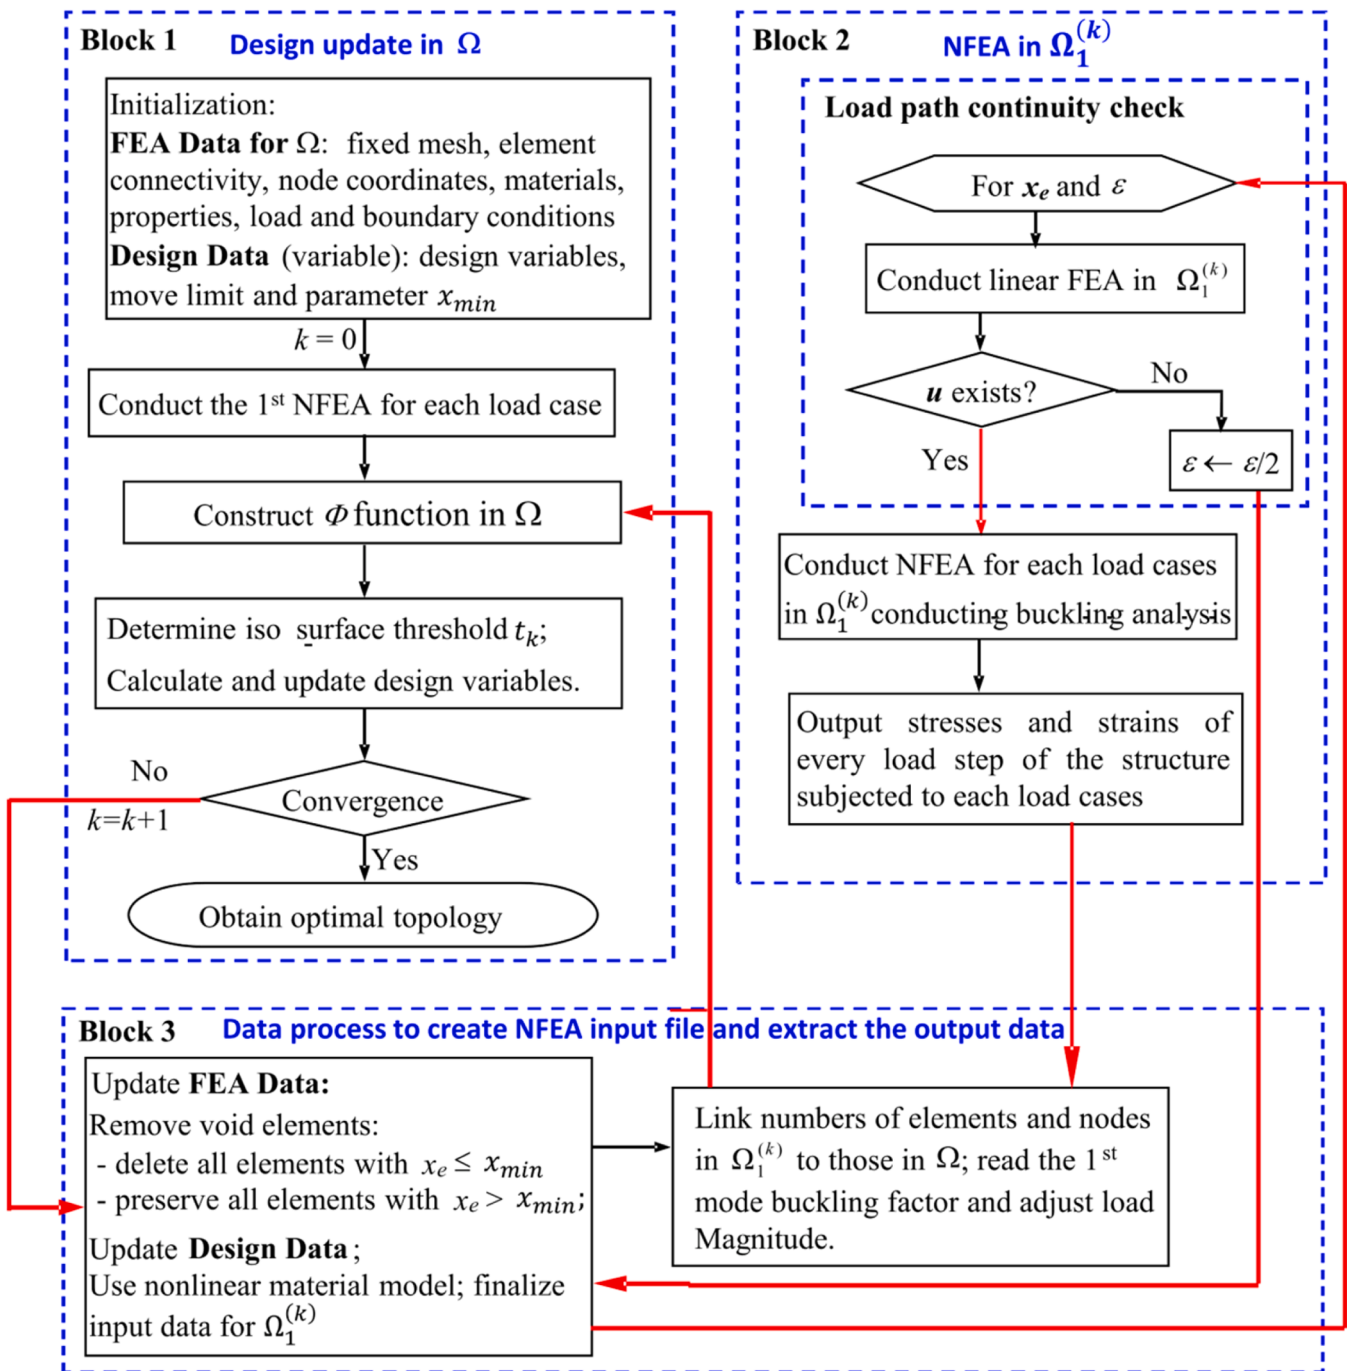 Block 1
Design update in Ω
Initialization:
FEA Data for Ω: fixed mesh, element
connectivity, node coordinates, materials,
properties, load and boundary conditions
Design Data (variable): design variables,
move limit and parameter x_min
k = 0
Conduct the 1st NFEA for each load case
Construct Φ function in Ω
Determine iso surface threshold t_k;
Calculate and update design variables.
No
k=k+1
Convergence
Yes
Obtain optimal topology
Block 2
NFEA in Ω₁^(k)
Load path continuity check
For x_e and ε
Conduct linear FEA in Ω₁^(k)
u exists?
No
Yes
ε ← ε/2
Conduct NFEA for each load cases
in Ω₁^(k) conducting buckling analysis
Output stresses and strains of
every load step of the structure
subjected to each load cases
Block 3
Data process to create NFEA input file and extract the output data
Update FEA Data:
Remove void elements:
- delete all elements with x_e ≤ x_min
- preserve all elements with x_e > x_min;
Update Design Data ;
Use nonlinear material model; finalize
input data for Ω₁^(k)
Link numbers of elements and nodes
in Ω₁^(k) to those in Ω; read the 1st
mode buckling factor and adjust load
Magnitude.